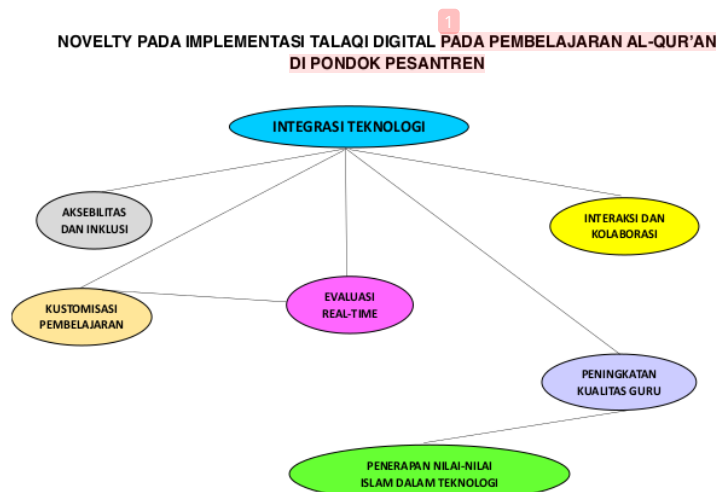 1
NOVELTY PADA IMPLEMENTASI TALAQI DIGITAL PADA PEMBELAJARAN AL-QUR'AN
DI PONDOK PESANTREN
INTEGRASI TEKNOLOGI
AKSEBILITAS
DAN INKLUSI
INTERAKSI DAN
KOLABORASI
KUSTOMISASI
PEMBELAJARAN
EVALUASI
REAL-TIME
PENINGKATAN
KUALITAS GURU
PENERAPAN NILAI-NILAI
ISLAM DALAM TEKNOLOGI